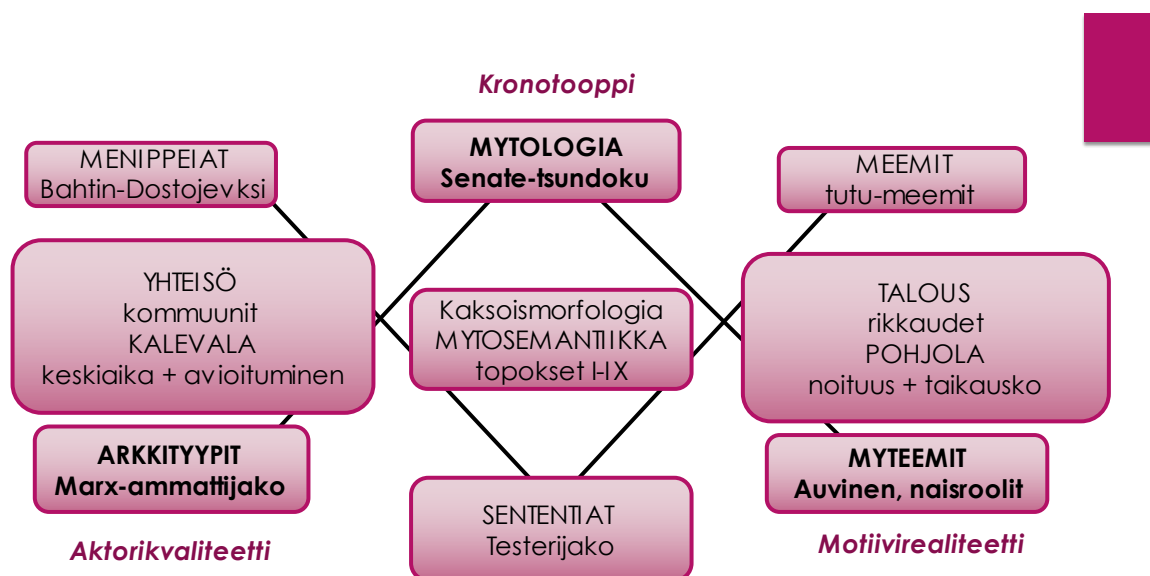 Kronotooppi
MENIPPEIAT
Bahtin-Dostojevksi
MYTOLOGIA
Senate-tsundoku
MEEMIT
tutu-meemit
YHTEISÖ
kommuunit
KALEVALA
keskiaika + avioituminen
Kaksoismorfologia
MYTOSEMANTIIKKA
topokset I-IX
TALOUS
rikkaudet
POHJOLA
noituus + taikausko
ARKKITYYPIT
Marx-ammattijako
SENTENTIAT
Testerijako
MYTEEMIT
Auvinen, naisroolit
Aktorikvaliteetti
Motiivirealiteetti